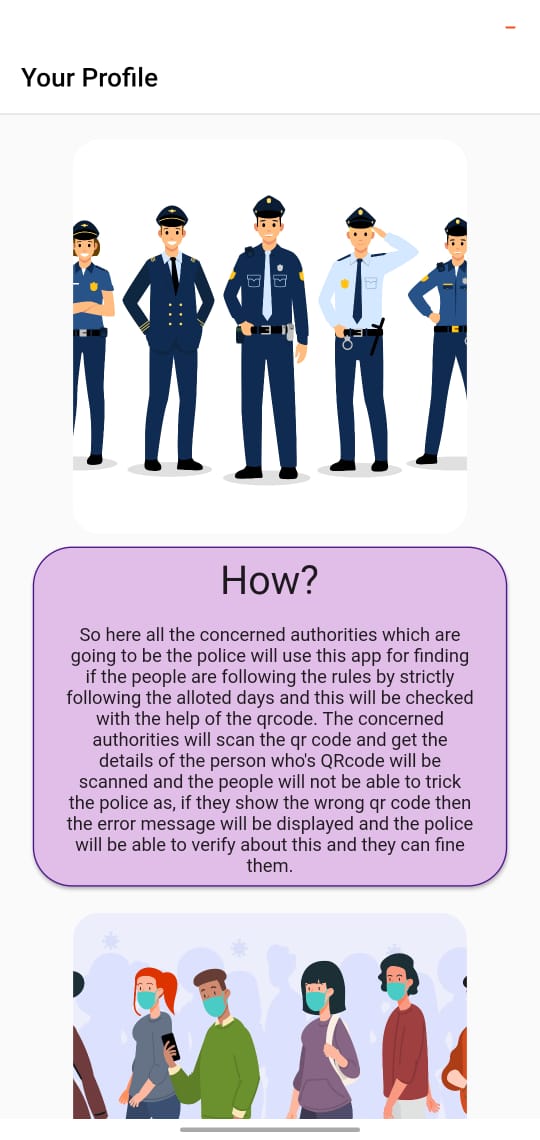 Your Profile
How?
So here all the concerned authorities which are
going to be the police will use this app for finding
if the people are following the rules by strictly
following the alloted days and this will be checked
with the help of the qrcode. The concerned
authorities will scan the qr code and get the
details of the person who's QRcode will be
scanned and the people will not be able to trick
the police as, if they show the wrong qr code then
the error message will be displayed and the police
will be able to verify about this and they can fine
them.